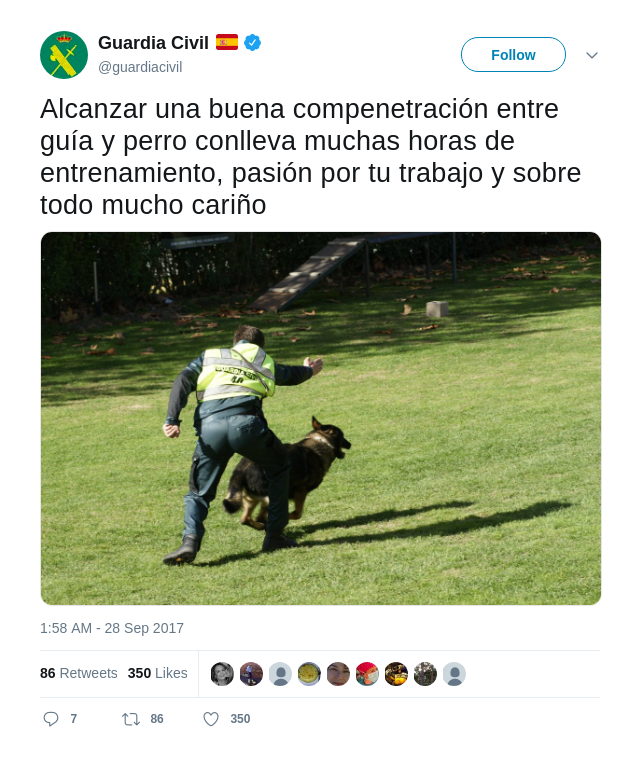 Guardia Civil
@guardiacivil
Follow
Alcanzar una buena compenetración entre
guía y perro conlleva muchas horas de
entrenamiento, pasión por tu trabajo y sobre
todo mucho cariño
1:58 AM - 28 Sep 2017
86 Retweets 350 Likes
7 86 350